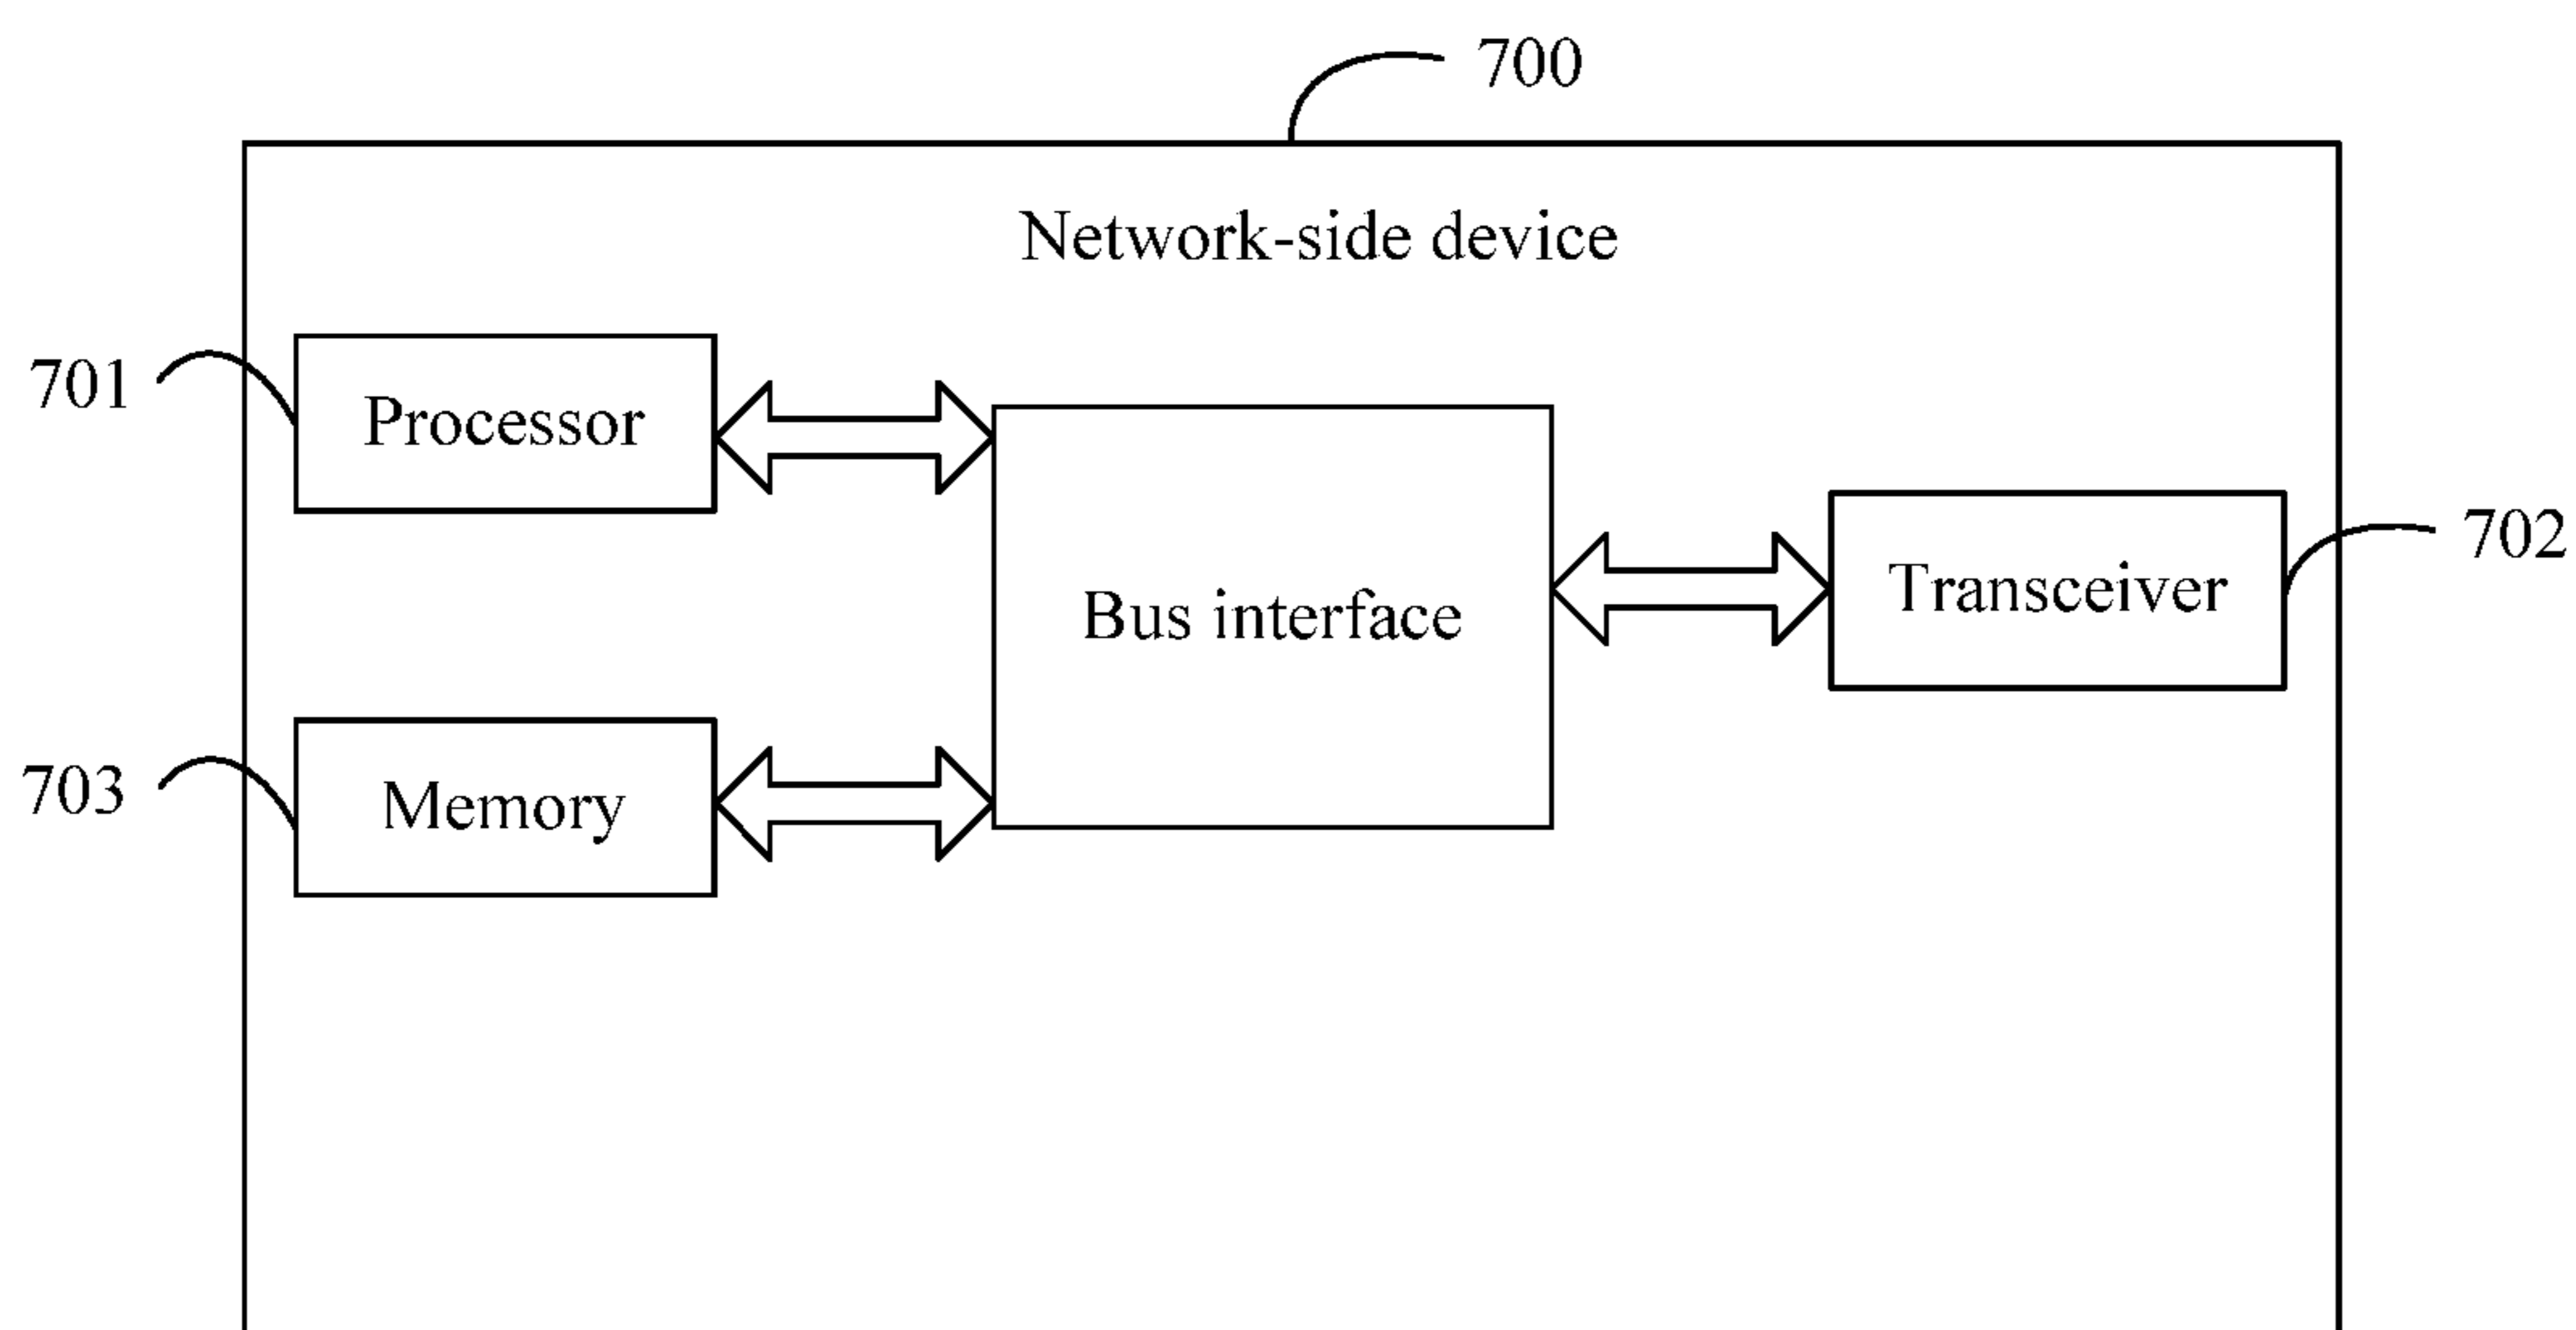 700
Network-side device
701
Processor
702
Transceiver
Bus interface
703
Memory